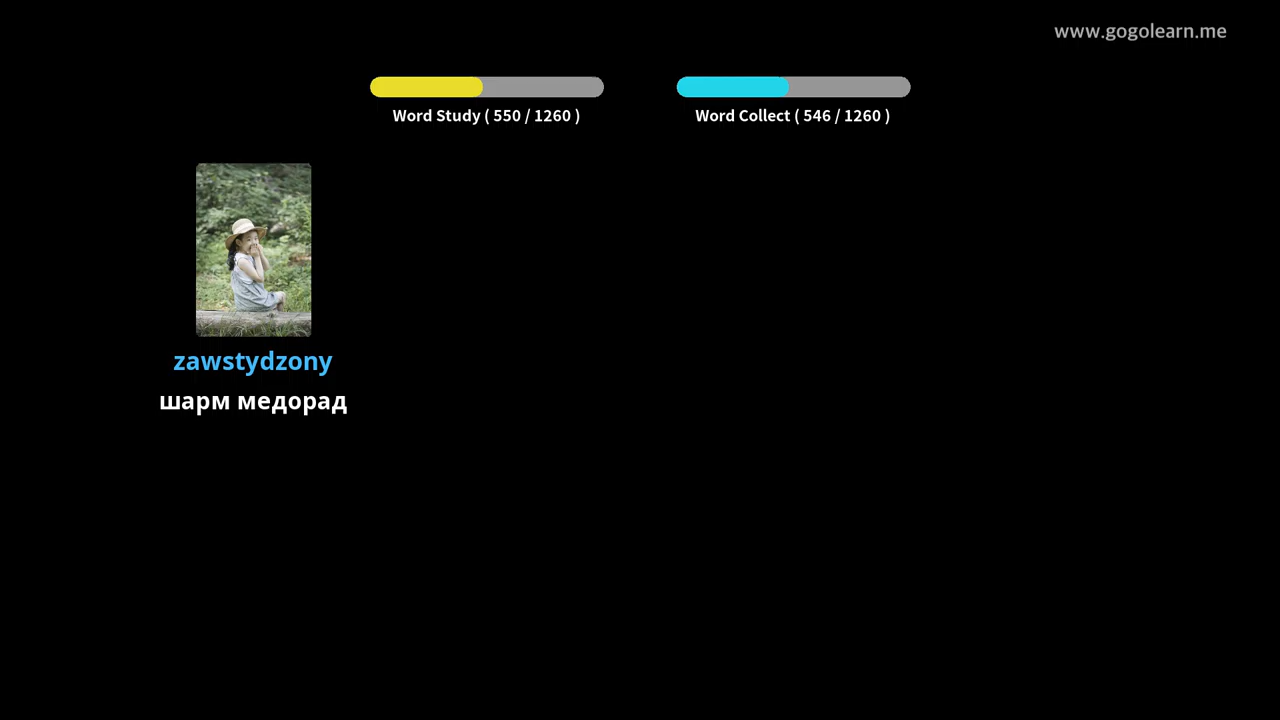 www.gogolearn.me
Word Study ( 550 / 1260 )
Word Collect ( 546 / 1260 )
zawstydzony
шарм медорад